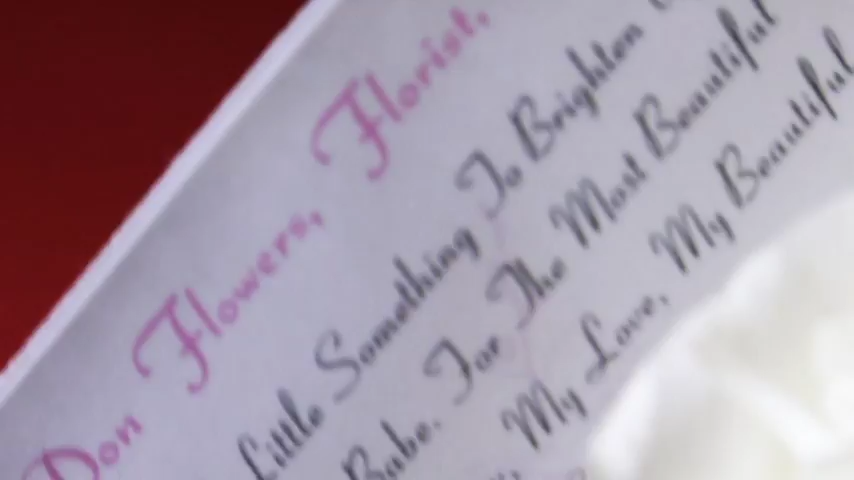 Don Flowers, Florist,
Little Something To Brighten
Babe. For The Most Beautiful
My Love, My Beautiful